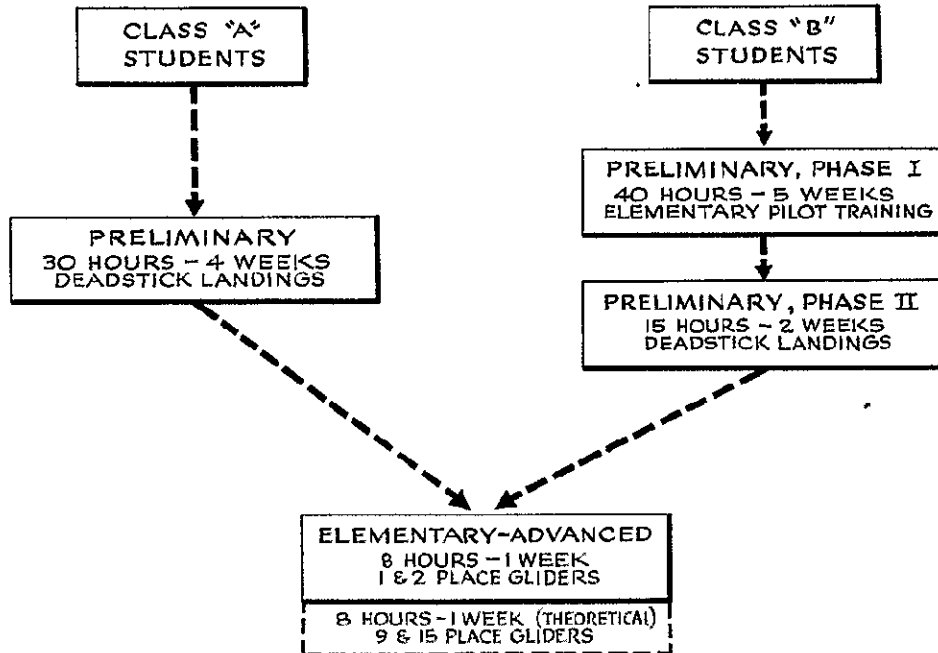 CLASS "A"
STUDENTS
CLASS "B"
STUDENTS
PRELIMINARY, PHASE I
40 HOURS – 5 WEEKS
ELEMENTARY PILOT TRAINING
PRELIMINARY
30 HOURS – 4 WEEKS
DEADSTICK LANDINGS
PRELIMINARY, PHASE II
15 HOURS – 2 WEEKS
DEADSTICK LANDINGS
ELEMENTARY-ADVANCED
8 HOURS – 1 WEEK
1 & 2 PLACE GLIDERS
8 HOURS – 1 WEEK (THEORETICAL)
9 & 15 PLACE GLIDERS